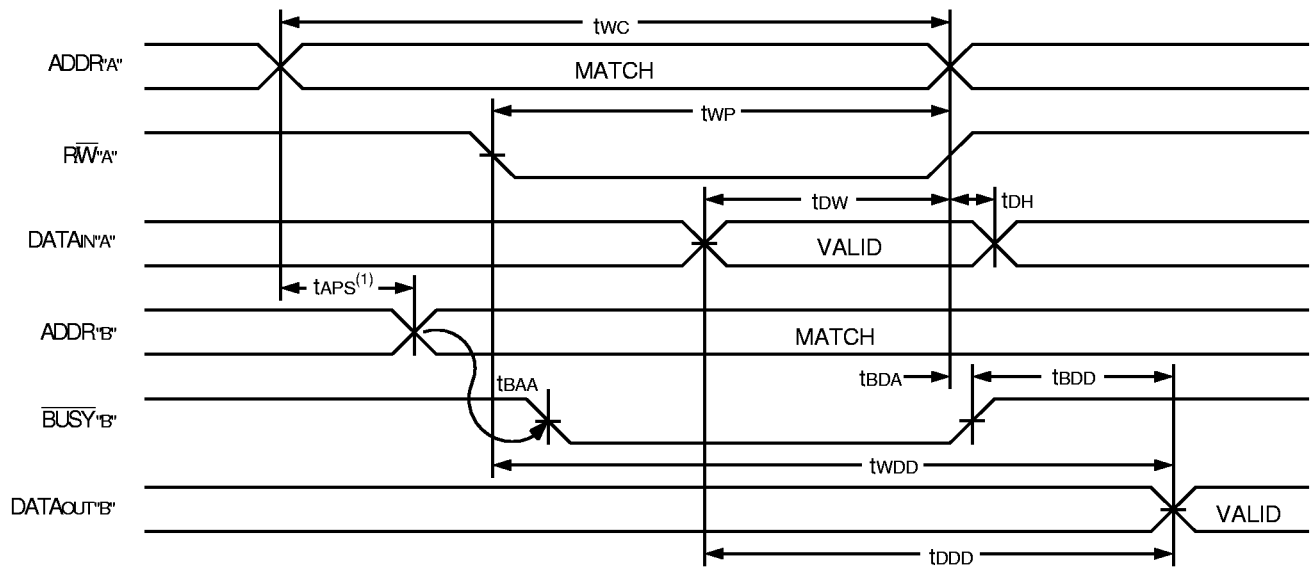 tWC
ADDR"A"
MATCH
tWP
R/W"A"
tDW
tDH
DATAIN"A"
VALID
tAPS(1)
ADDR"B"
MATCH
tBAA
tBDA
tBDD
BUSY"B"
tWDD
DATAOUT"B"
VALID
tDDD